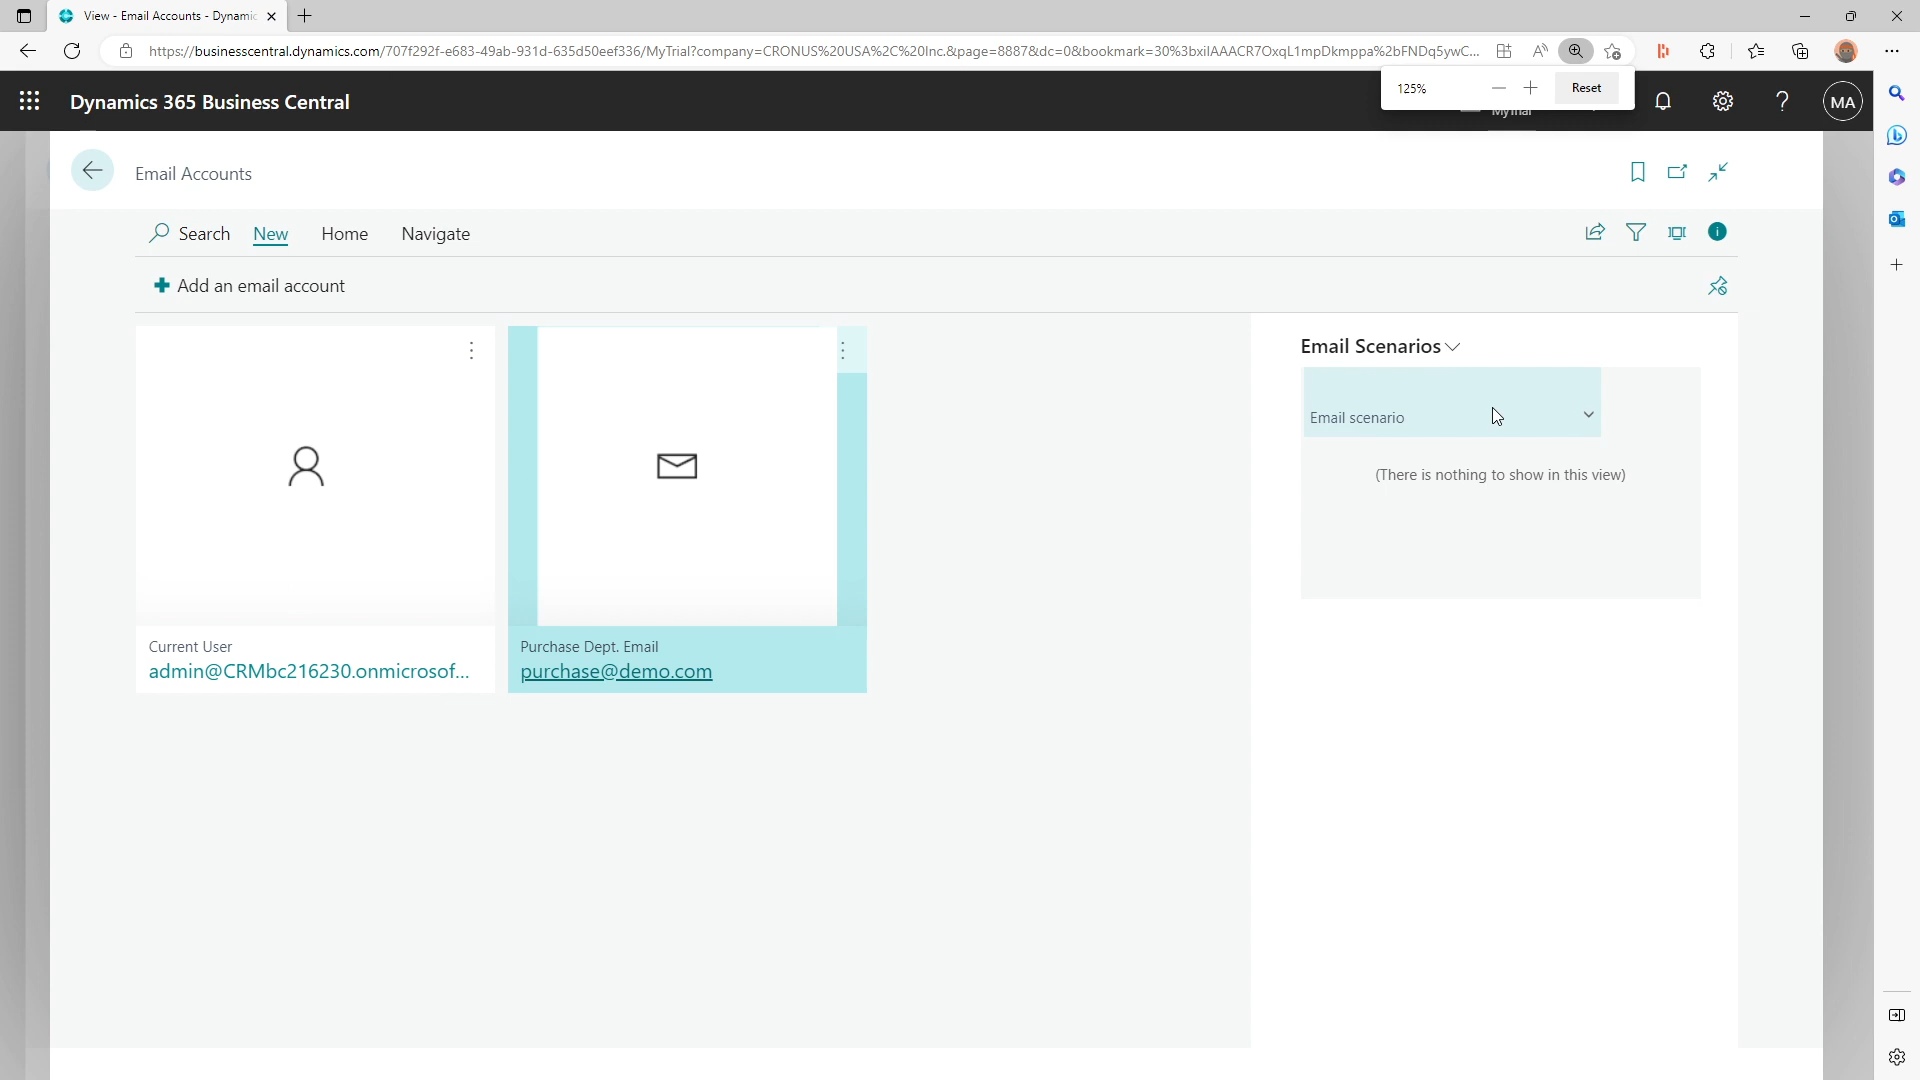 View - Email Accounts - Dynamic
https://businesscentral.dynamics.com/707f292f-e683-49ab-931d-635d50eef336/MyTrial?company=CRONUS%20USA%2C%20Inc.&page=8887&dc=0&bookmark=30%3bxiIAAACR7OxqL1mpDkmppa%2bFNDq5ywC...
125%
Reset
Dynamics 365 Business Central
MyTrial
?
MA
Email Accounts
Search
New
Home
Navigate
Add an email account
Email Scenarios
Email scenario
(There is nothing to show in this view)
Current User
admin@CRMbc216230.onmicrosof...
Purchase Dept. Email
purchase@demo.com